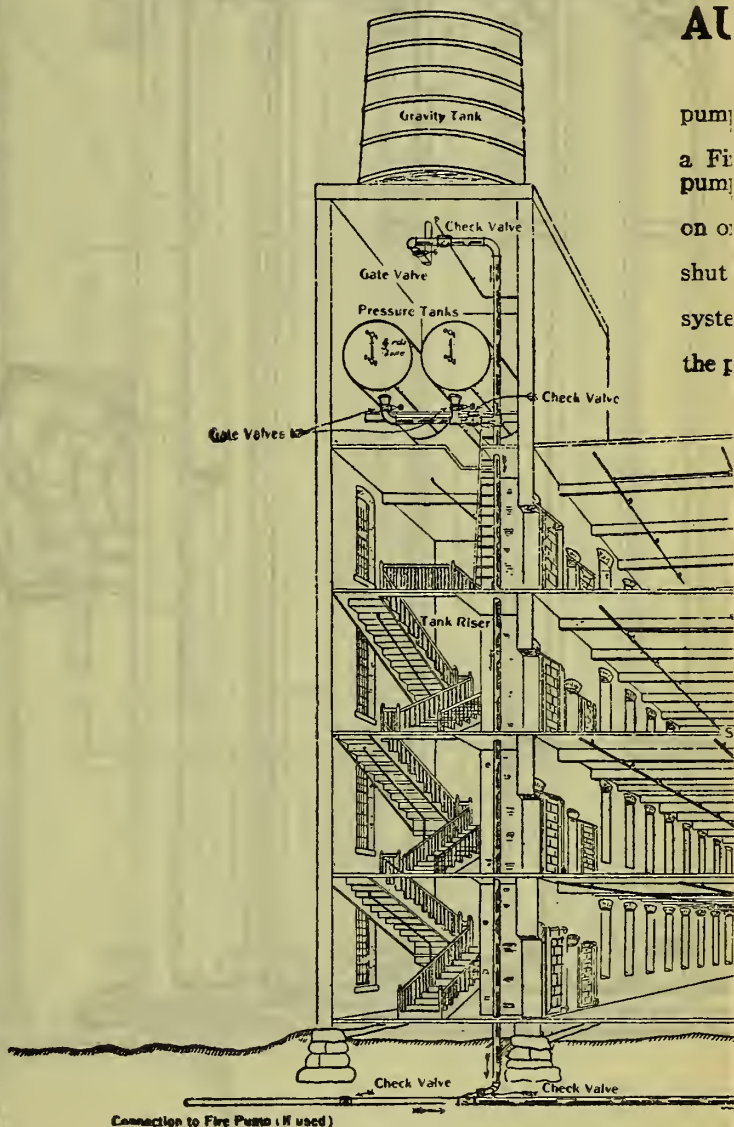 AU
Gravity Tank
pump
a Fi
pump
Check Valve
on o
Gate Valve
shut
Pressure Tanks
syste
the p
Check Valve
Gate Valves
Tank Riser
S
Check Valve
Check Valve
Connection to Fire Pump (If used)